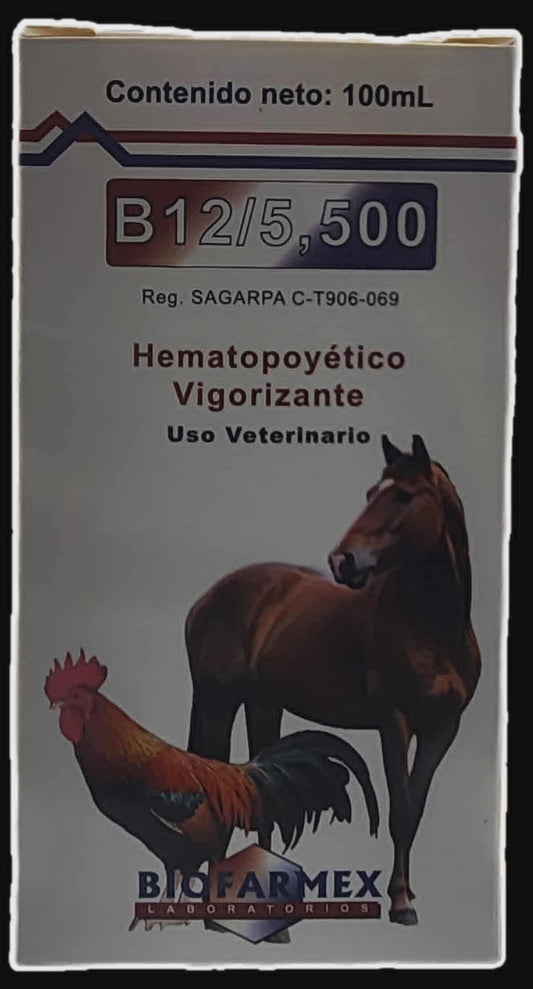 Contenido neto: 100mL
B12/5,500
Reg. SAGARPA C-T906-069
Hematopoyético
Vigorizante
Uso Veterinario
BIOFARMEX
LABORATORIOS